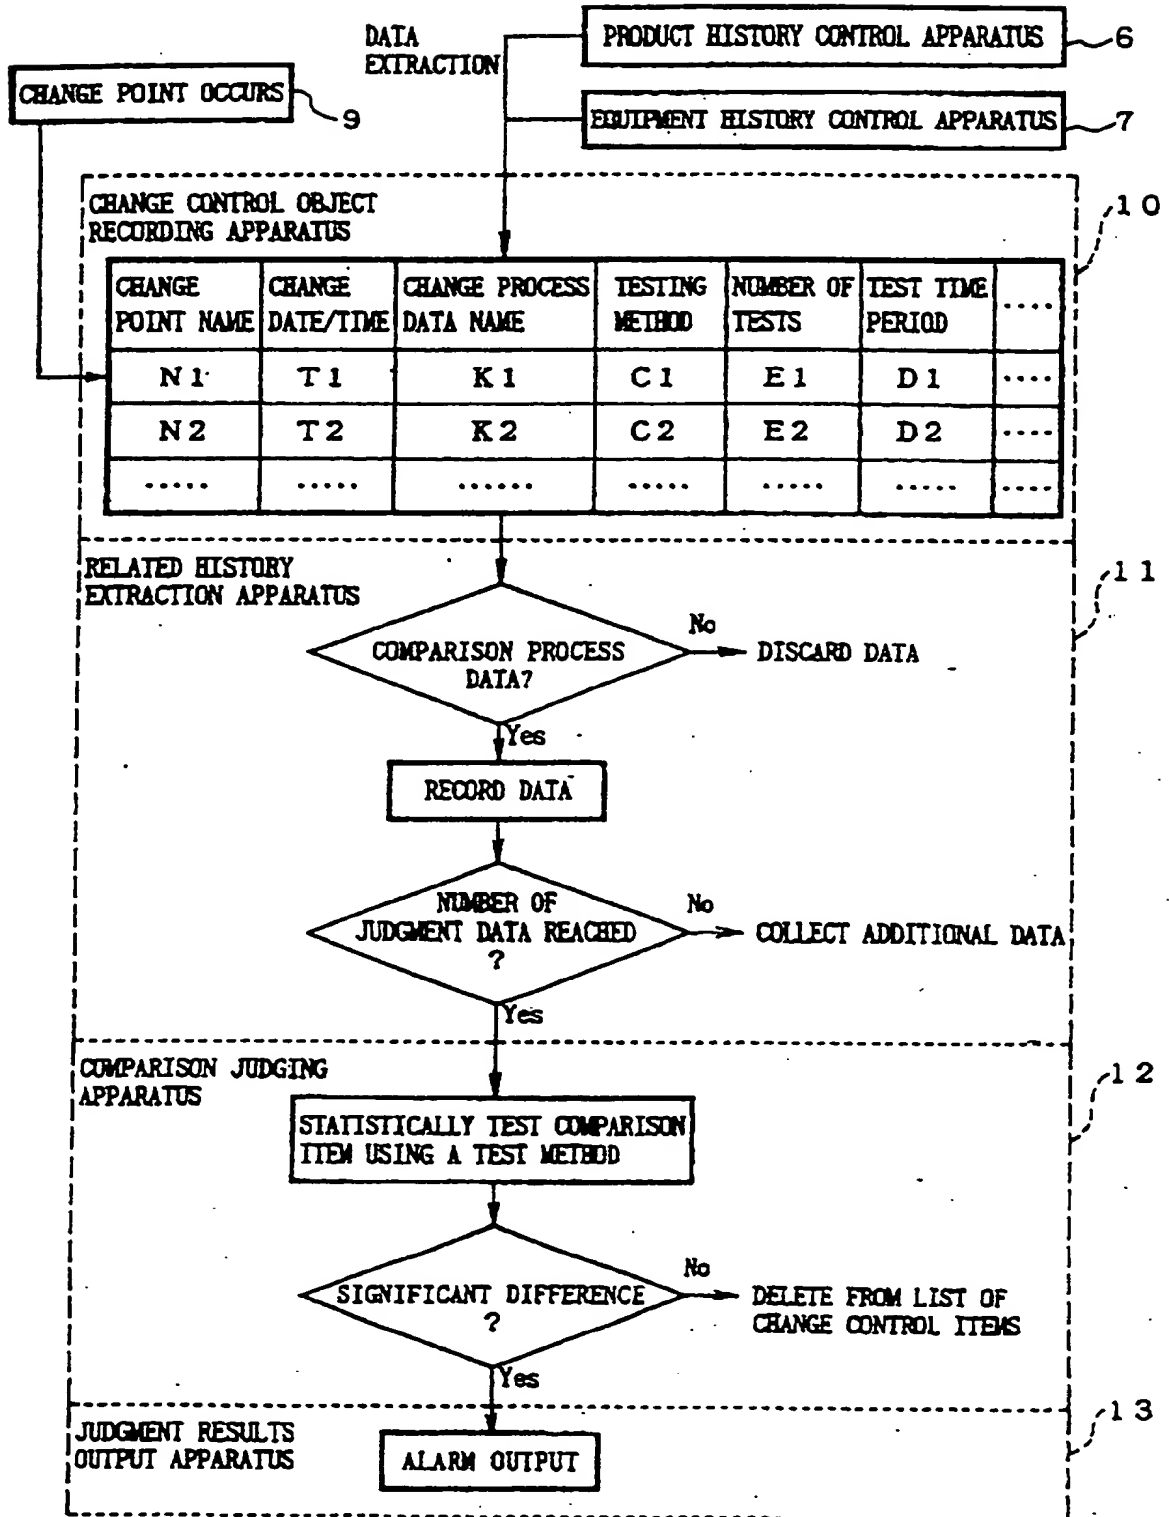 DATA
EXTRACTION
PRODUCT HISTORY CONTROL APPARATUS
6
CHANGE POINT OCCURS
9
EQUIPMENT HISTORY CONTROL APPARATUS
7
CHANGE CONTROL OBJECT
RECORDING APPARATUS
10
CHANGE
POINT NAME
CHANGE
DATE/TIME
CHANGE PROCESS
DATA NAME
TESTING
METHOD
NUMBER OF
TESTS
TEST TIME
PERIOD
....
N1 T1 K1 C1 E1 D1 ....
N2 T2 K2 C2 E2 D2 ....
..... ..... ...... ..... ..... ..... ....
RELATED HISTORY
EXTRACTION APPARATUS
11
COMPARISON PROCESS
DATA?
No
DISCARD DATA
Yes
RECORD DATA
NUMBER OF
JUDGMENT DATA REACHED
?
No
COLLECT ADDITIONAL DATA
Yes
COMPARISON JUDGING
APPARATUS
12
STATISTICALLY TEST COMPARISON
ITEM USING A TEST METHOD
SIGNIFICANT DIFFERENCE
?
No
DELETE FROM LIST OF
CHANGE CONTROL ITEMS
Yes
JUDGMENT RESULTS
OUTPUT APPARATUS
13
ALARM OUTPUT